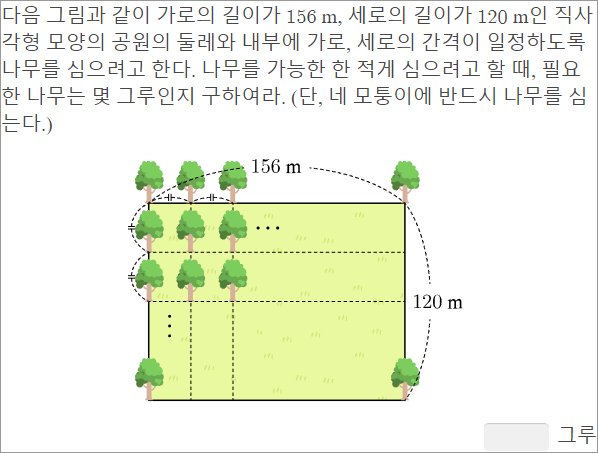 다음 그림과 같이 가로의 길이가 156 m, 세로의 길이가 120 m인 직사
각형 모양의 공원의 둘레와 내부에 가로, 세로의 간격이 일정하도록
나무를 심으려고 한다. 나무를 가능한 한 적게 심으려고 할 때, 필요
한 나무는 몇 그루인지 구하여라. (단, 네 모퉁이에 반드시 나무를 심
는다.)
156 m
120 m
그루